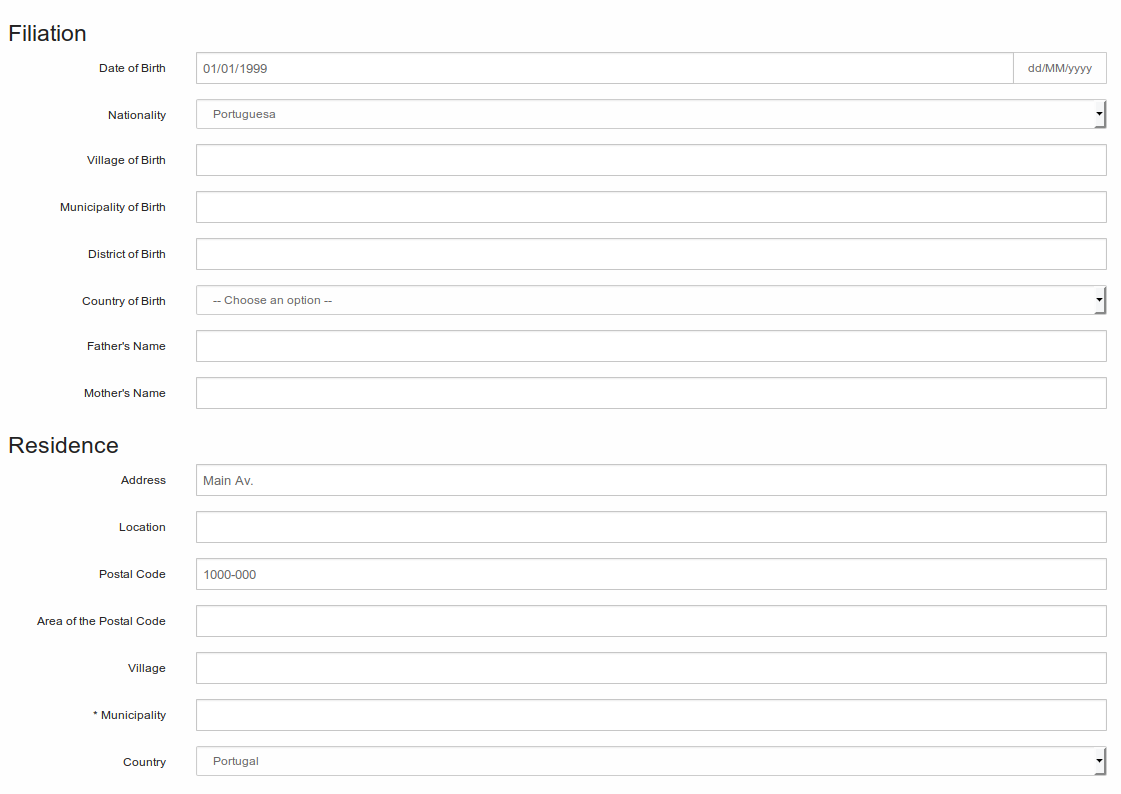 Filiation
Date of Birth 01/01/1999 dd/MM/yyyy
Nationality Portuguesa
Village of Birth
Municipality of Birth
District of Birth
Country of Birth -- Choose an option --
Father's Name
Mother's Name
Residence
Address Main Av.
Location
Postal Code 1000-000
Area of the Postal Code
Village
* Municipality
Country Portugal